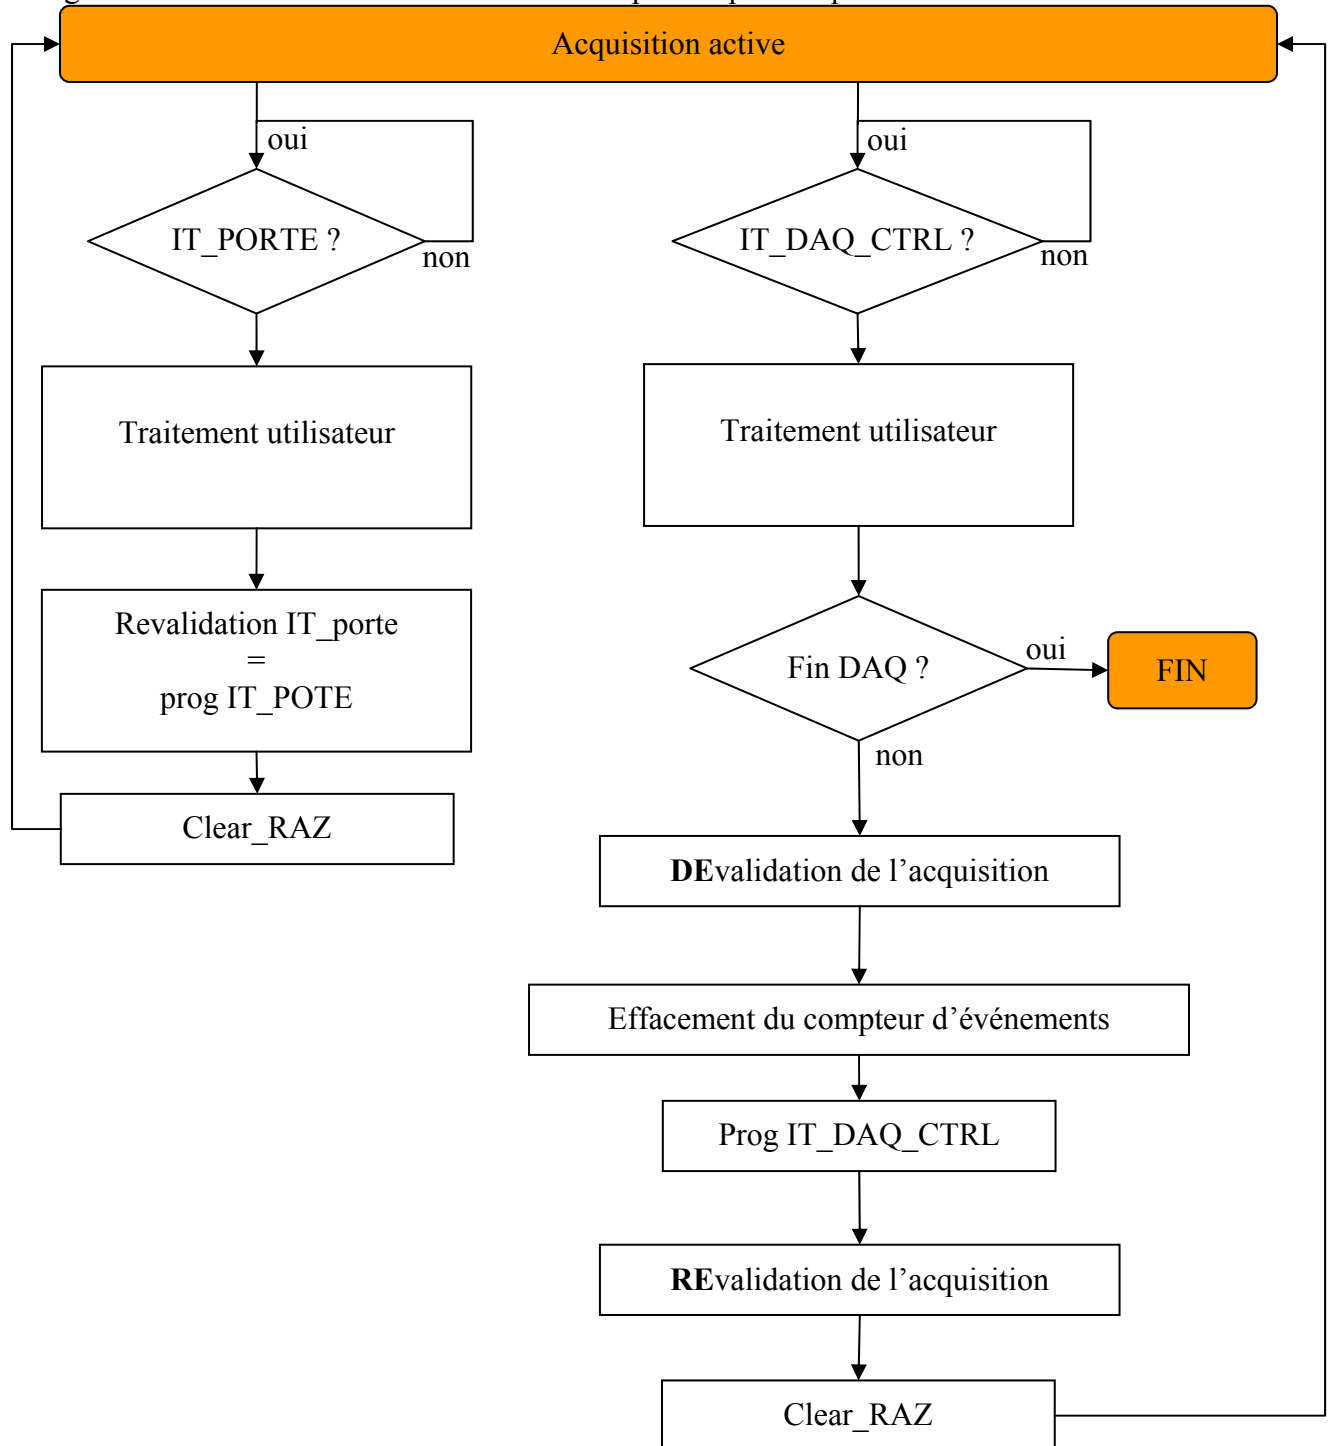 Acquisition active
oui
IT_PORTE ?
non
Traitement utilisateur
Revalidation IT_porte
=
prog IT_POTE
Clear_RAZ
oui
IT_DAQ_CTRL ?
non
Traitement utilisateur
Fin DAQ ?
oui
FIN
non
DEvalidation de l’acquisition
Effacement du compteur d’événements
Prog IT_DAQ_CTRL
REvalidation de l’acquisition
Clear_RAZ